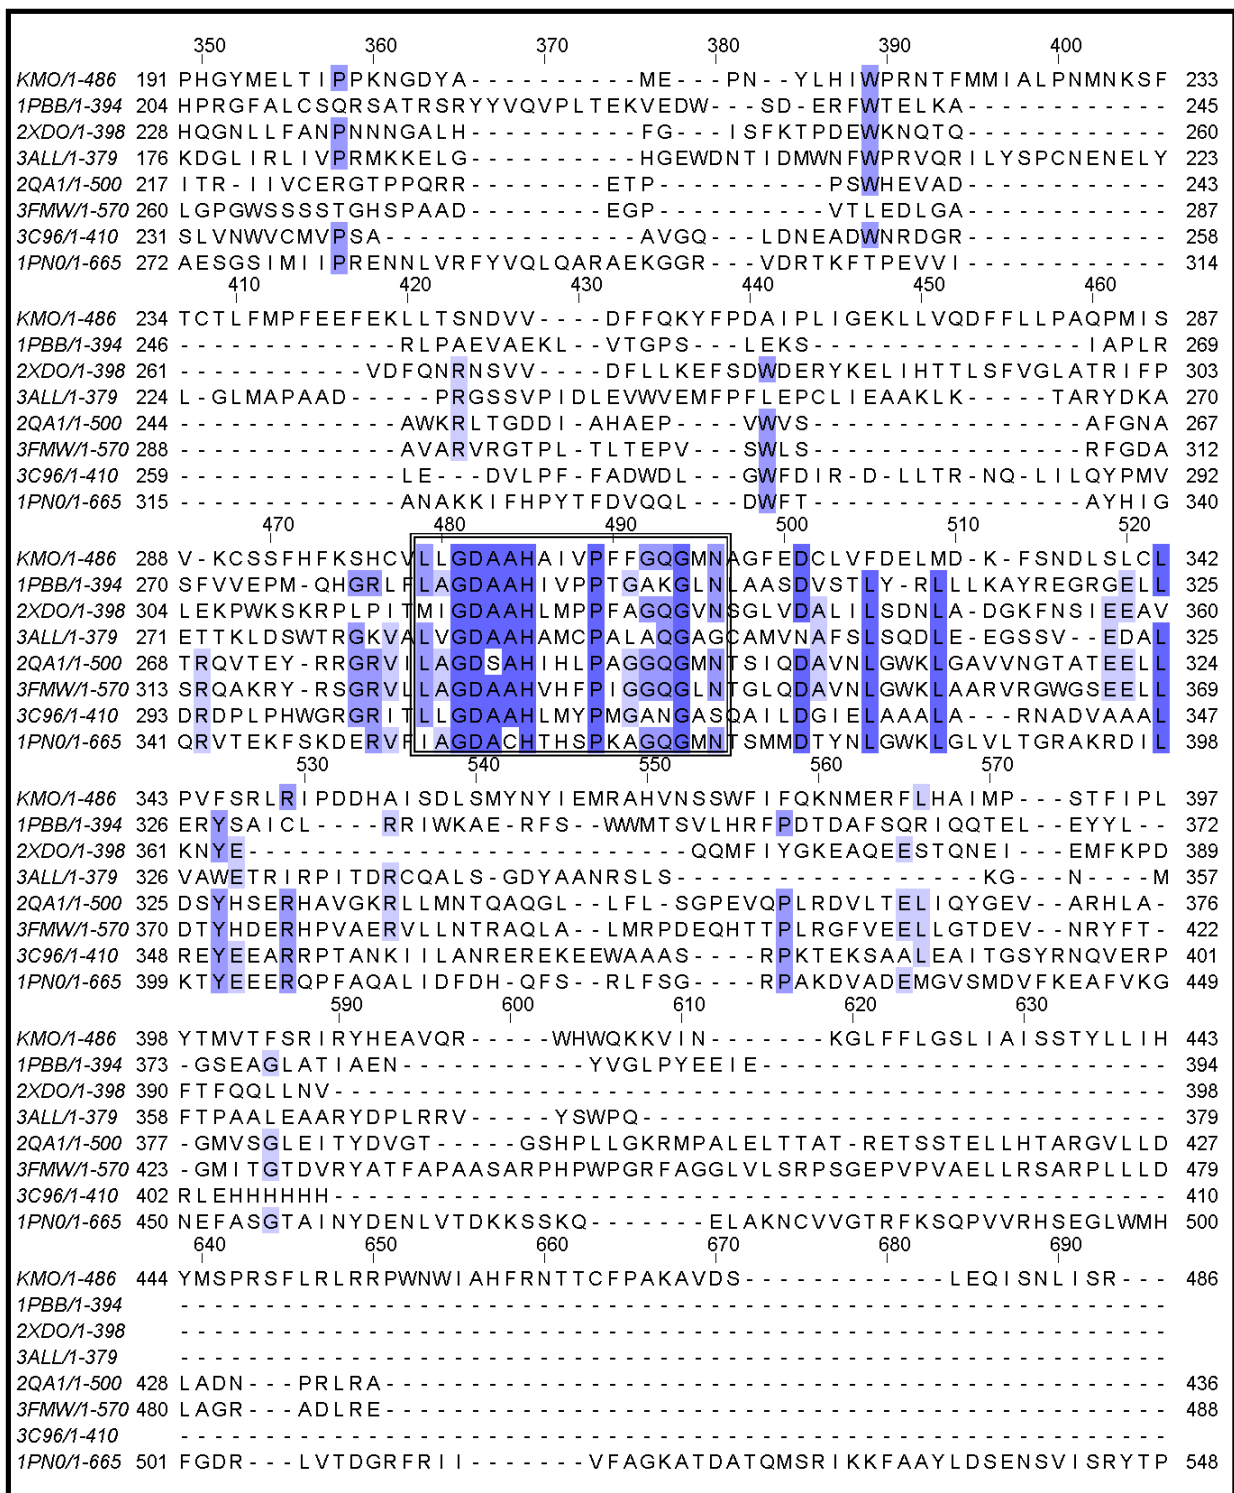 350 360 370 380 390 400
KMO/1-486 191 PHGYMELTIPPKNGDYA---------ME---PN--YLHIWPRNTFMMIALPNMNKSF 233
1PBB/1-394 204 HPRGFALCSQRSATRSRYYVQVPLTEKVEDW---SD-ERFWTELKA------------ 245
2XDO/1-398 228 HQGNLLFANPNNNGALH----------FG---ISFKTPDEWKNQTQ------------ 260
3ALL/1-379 176 KDGLIRLIVPRMKKELG----------HGEWDNTIDMWNFWPRVQRILYSPCNENELY 223
2QA1/1-500 217 ITR-IIVCERGTPPQRR--------ETP----------PSWHEVAD------------ 243
3FMW/1-570 260 LGPGWSSSSTGHSPAAD--------EGP----------VTLEDLGA------------ 287
3C96/1-410 231 SLVNWVCMVPSA---------------AVGQ--LDNEADWNRDGR------------ 258
1PN0/1-665 272 AESGSIMIIPRENNLVRFYVQLQARAEKGGR---VDRTKFTPEVVI------------ 314
410 420 430 440 450 460
KMO/1-486 234 TCTLFMPFEEFEKLLTSNDVV----DFFQKYFPDAIPLIGEKLLVQDFFLLPAQPMIS 287
1PBB/1-394 246 -------------RLPAEVAEKL--VTGPS---LEKS----------------IAPLR 269
2XDO/1-398 261 -----------VDFQNRNSVV----DFLLKEFSDWDERYKELIHTTLSFVGLATRIFP 303
3ALL/1-379 224 L-GLMAPAAD-----PRGSSVPIDLEVWVEMFPFLEPCLIEAAKLK----TARYDKA 270
2QA1/1-500 244 -------------AWKRLTGDDI-AHAEP---VWVS----------------AFGNA 267
3FMW/1-570 288 -------------AVARVRGTPL-TLTEPV--SWLS----------------RFGDA 312
3C96/1-410 259 -------------LE---DVLPF-FADWDL--GWFDIR-D-LLTR-NQ-LILQYPMV 292
1PN0/1-665 315 -------------ANAKKIFHPYTFDVQQL--DWFT----------------AYHIG 340
470 480 490 500 510 520
KMO/1-486 288 V-KCSSFHFKSHCVLLGDAAHAIVPFFGQGMNAGFEDCLVFDELMD-K-FSNDLSLCL 342
1PBB/1-394 270 SFVVEPM-QHGRLFLAGDAAHIVPPTGAKGLNLAASDVSTLY-RLLLKAYREGRGELL 325
2XDO/1-398 304 LEKPWKSKRPLPITMIGDAAHLMPPFAGQGVNSGLVDALILSDNLA-DGKFNSIEEAV 360
3ALL/1-379 271 ETTKLDSWTRGKVALVGDAAHAMCPALAQGAGCAMVNAFSLSQDLE-EGSSV--EDAL 325
2QA1/1-500 268 TRQVTEY-RRGRVILAGDSAHIHLPAGGQGMNTSIQDAVNLGWKLGAVVNGTATEELL 324
3FMW/1-570 313 SRQAKRY-RSGRVLLAGDAAHVHFPIGGQGLNTGLQDAVNLGWKLAARVRGWGSEELL 369
3C96/1-410 293 DRDPLPHWGRGRITLLGDAAHLMYPMGANGASQAILDGIELAAALA---RNADVAAAL 347
1PN0/1-665 341 QRVTEKFSKDERVFIAGDACHTHSPKAGQGMNTSMMDTYNLGWKLGLVLTGRAKRDIL 398
530 540 550 560 570
KMO/1-486 343 PVFSRLRIPDDHAISDLSMYNYIEMRAHVNSSWFIFQKNMERFLHAIMP---STFIPL 397
1PBB/1-394 326 ERYSAICL----RRIWKAE-RFS--WWMTSVLHRFPDTDAFSQRIQQTEL--EYYL-- 372
2XDO/1-398 361 KNYE--------------------------QQMFIYGKEAQEESTQNEI---EMFKPD 389
3ALL/1-379 326 VAWETRIRPITDRCQALS-GDYAANRSLS------------------KG---N----M 357
2QA1/1-500 325 DSYHSERHAVGKRLLMNTQAQGL--LFL-SGPEVQPLRDVLTELIQYGEV--ARHLA- 376
3FMW/1-570 370 DTYHDERHPVAERVLLNTRAQLA--LMRPDEQHTTPLRGFVEELLGTDEV--NRYFT- 422
3C96/1-410 348 REYEEARRPTANKIILANREREKEEWAAAS----RPKTEKSAALEAITGSYRNQVERP 401
1PN0/1-665 399 KTYEEERQPFAQALIDFDHQ-QFS--RLFSG----RPAKDVADEMGVSMDVFKEAFVKG 449
590 600 610 620 630
KMO/1-486 398 YTMVTFSRIRYHEAVQR-----WHWQKKVIN-------KGLFFLGSLIAISSTYLLIH 443
1PBB/1-394 373 -GSEAGLATIAEN-----------YVGLPYEEIE------------------------ 394
2XDO/1-398 390 FTFQQLLNV------------------------------------------------- 398
3ALL/1-379 358 FTPAALEAARYDPLRRV-----YSWPQ------------------------------- 379
2QA1/1-500 377 -GMVSGLEITYDVGT------GSHPLLGKRMPALELTTAT-RETSSTELLHTARGVLLD 427
3FMW/1-570 423 -GMITGTDVRYATFAPAASARPHPWPGRFAGGLVLSRPSGEPVPVAELLRSARPLLLD 479
3C96/1-410 402 RLEHHHHHH------------------------------------------------- 410
1PN0/1-665 450 NEFASGTAINYDENLVTDKKSSKQ-------ELAKNCVVGTRFKSQPVVRHSEGLWMH 500
640 650 660 670 680 690
KMO/1-486 444 YMSPRSFLRLRRPWNWIAHFRNTTCFPAKAVDS------------LEQISNLISR--- 486
1PBB/1-394 ----------------------------------------------------------
2XDO/1-398 ----------------------------------------------------------
3ALL/1-379 ----------------------------------------------------------
2QA1/1-500 428 LADN---PRLRA---------------------------------------------- 436
3FMW/1-570 480 LAGR---ADLRE---------------------------------------------- 488
3C96/1-410 ----------------------------------------------------------
1PN0/1-665 501 FGDR---LVTDGRFRII-------VFAGKATDATQMSRIKKFAAYLDSENSVISRYTP 548